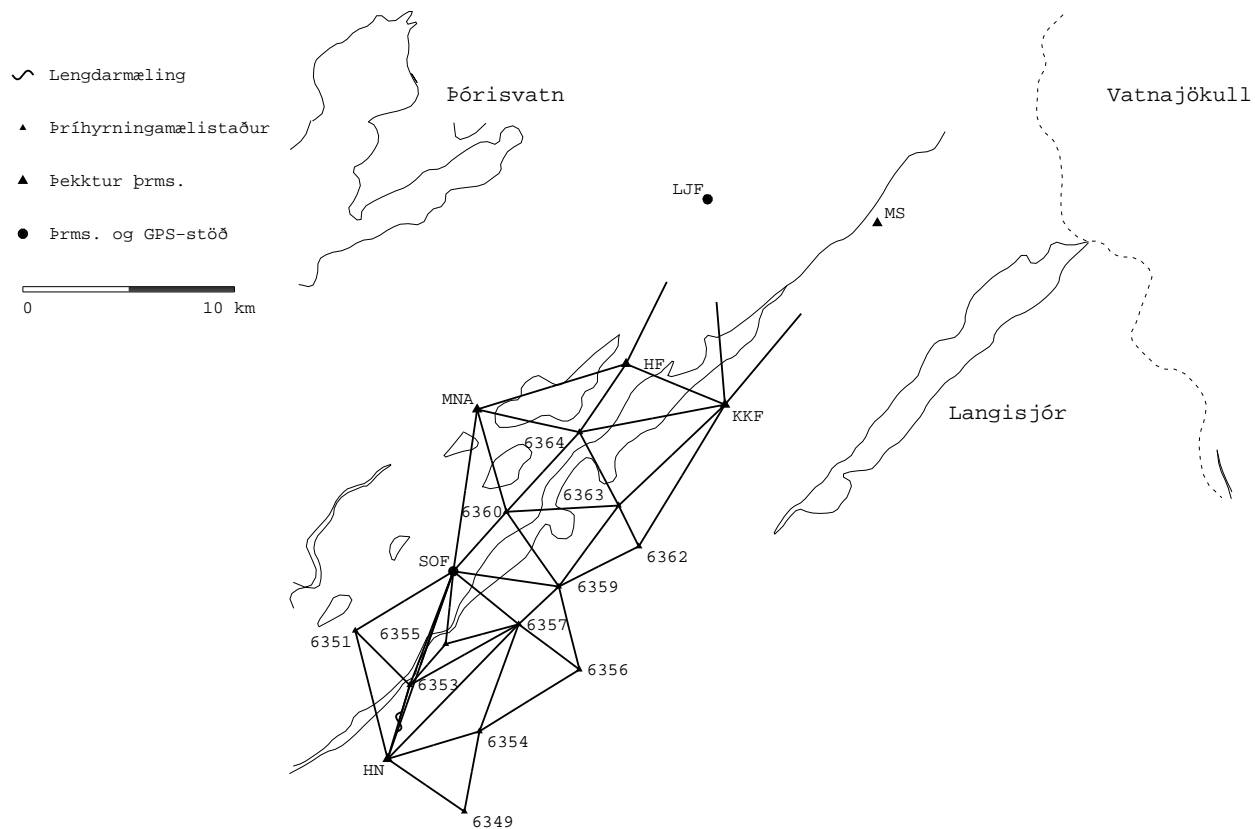 Lengdarmæling
Þríhyrningamælistaður
Þekktur þrms.
Þrms. og GPS-stöð
0 10 km
Þórisvatn
Vatnajökull
LJF
MS
HF
MNA
KKF
Langisjór
6364
6363
6360
6362
SOF
6359
6357
6355
6351
6356
6353
6354
HN
6349